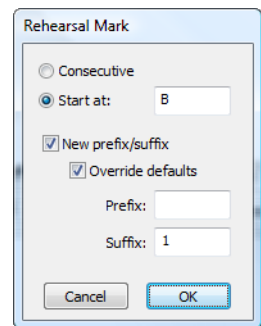 Rehearsal Mark
Consecutive
Start at: B
New prefix/suffix
Override defaults
Prefix:
Suffix: 1
Cancel OK